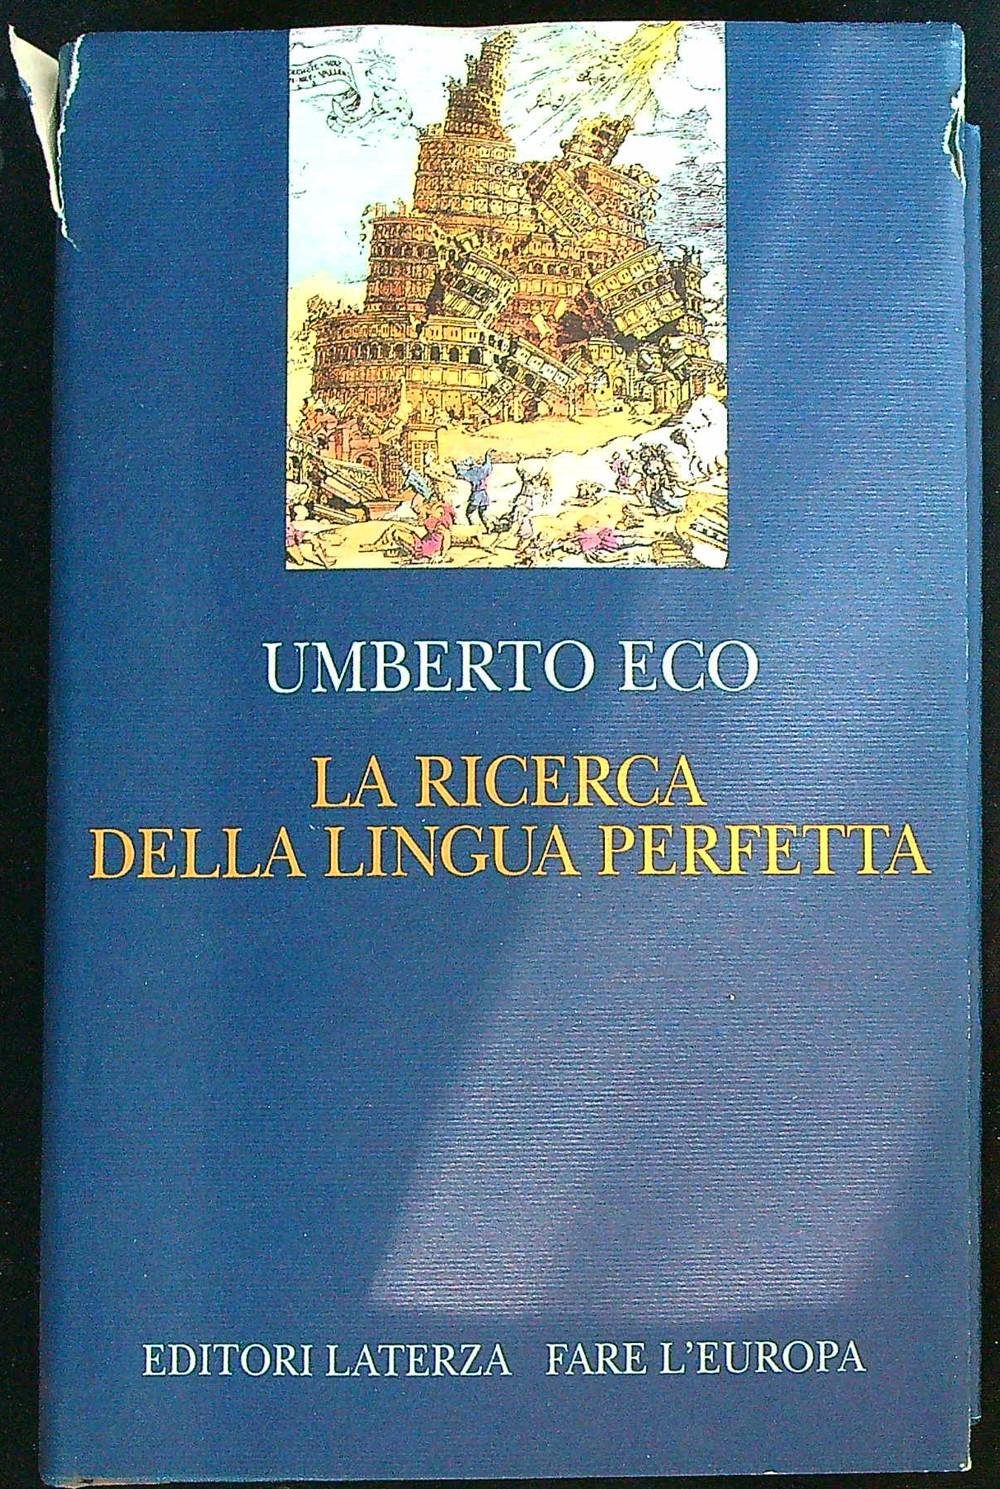 UMBERTO ECO
LA RICERCA
DELLA LINGUA PERFETTA
EDITORI LATERZA FARE L'EUROPA